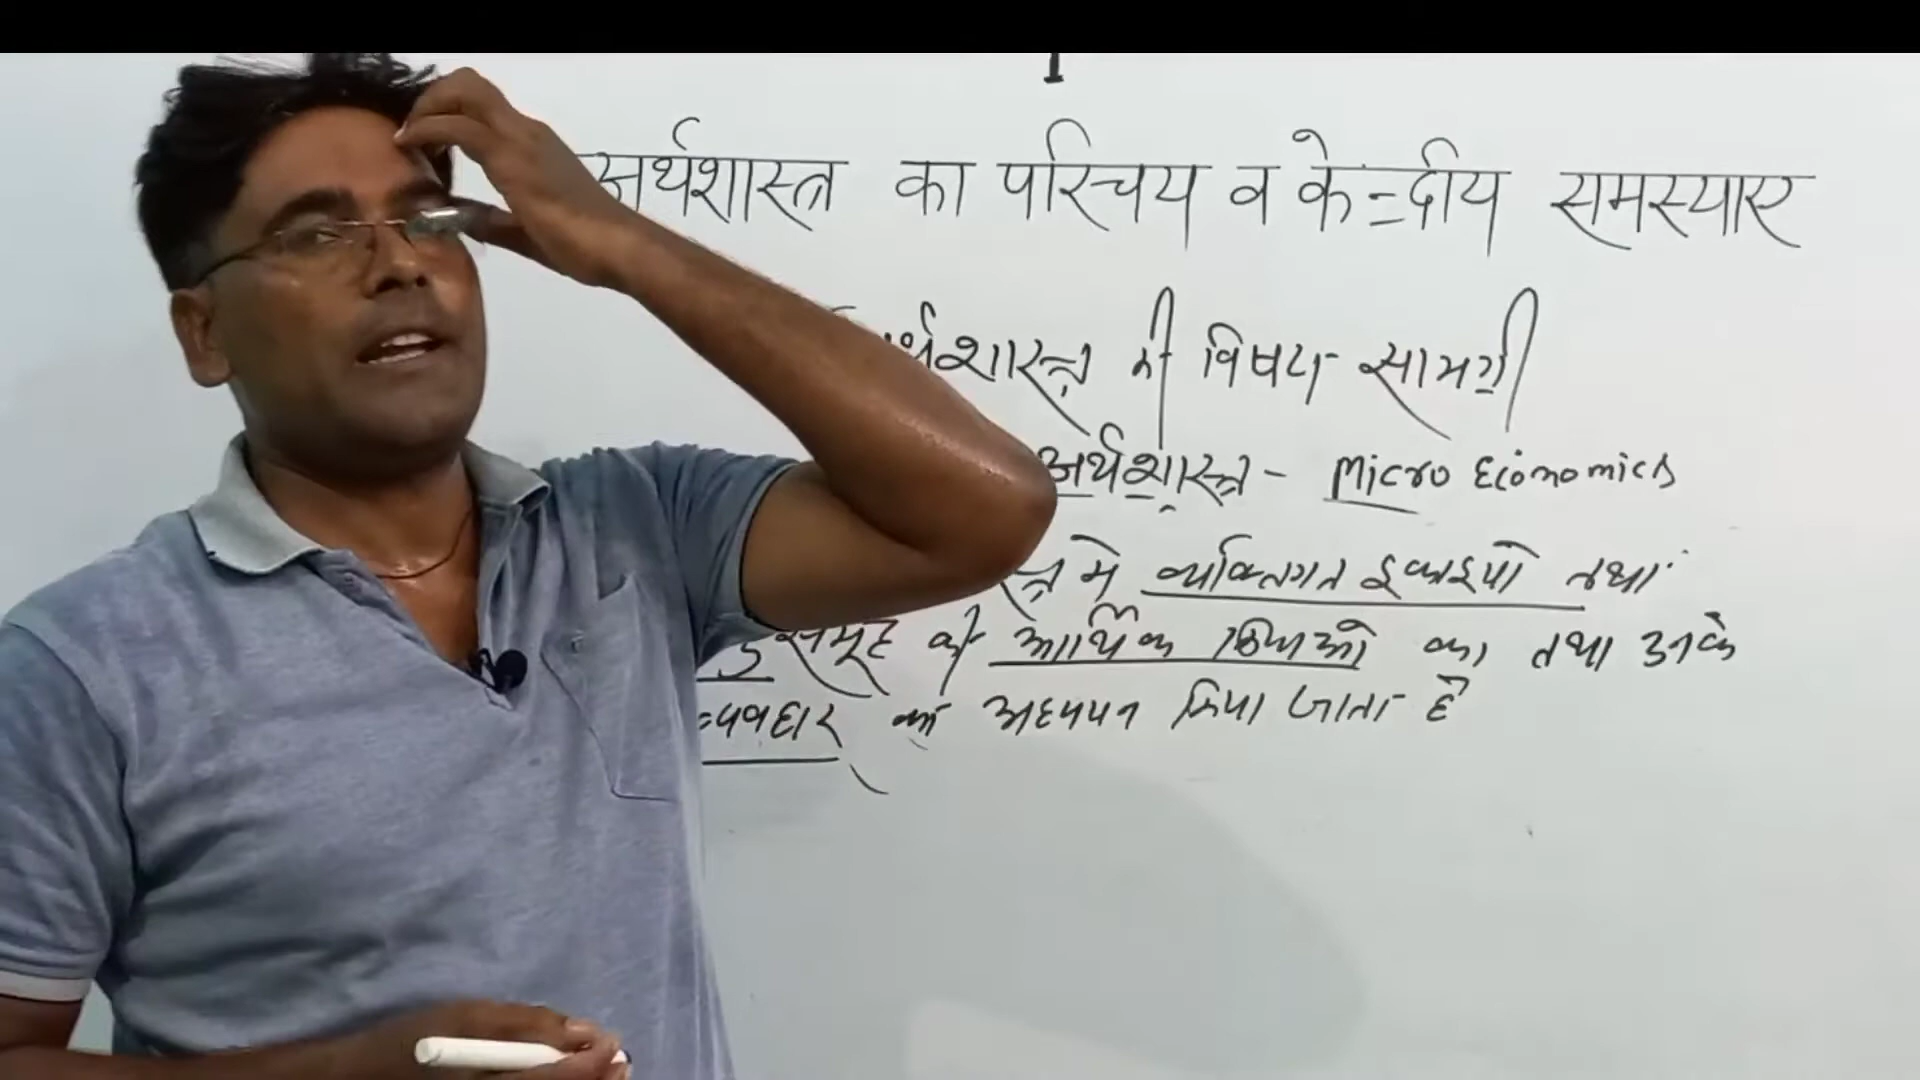 अर्थशास्त्र का परिचय व केन्द्रीय समस्याए
र्थशास्त्र की विषय-सामग्री
अर्थशास्त्र - Micro Economics
स्त्र मे व्यक्तिगत इकाइयो तथा
समूह की आर्थिक क्रियाओ का तथा उनके
व्यवहार का अध्ययन किया जाता है